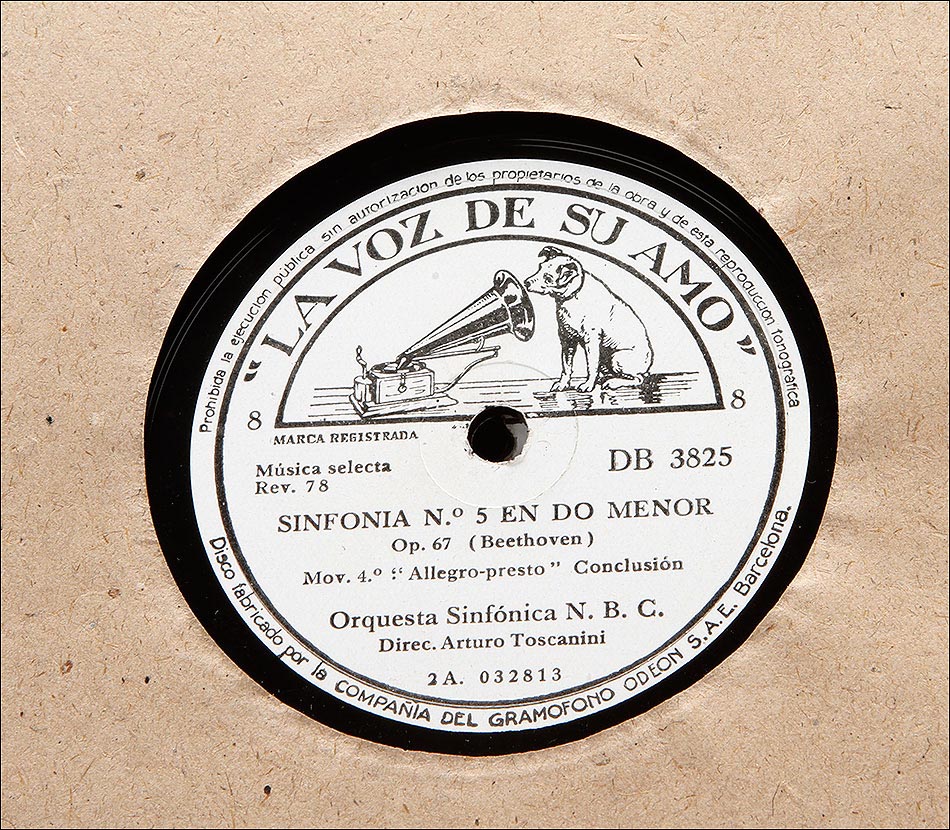 Prohibida la ejecucion publica sin autorización de los propietarios de la obra y de esta reproduccion fonográfica
"LA VOZ DE SU AMO"
8 8
MARCA REGISTRADA
Música selecta
Rev. 78
DB 3825
SINFONIA N.º 5 EN DO MENOR
Op. 67 (Beethoven)
Mov. 4.º :"Allegro-presto" Conclusión
Orquesta Sinfónica N. B. C.
Direc. Arturo Toscanini
2A. 032813
Disco fabricado por la COMPAÑIA DEL GRAMOFONO ODEON S.A.E. Barcelona.